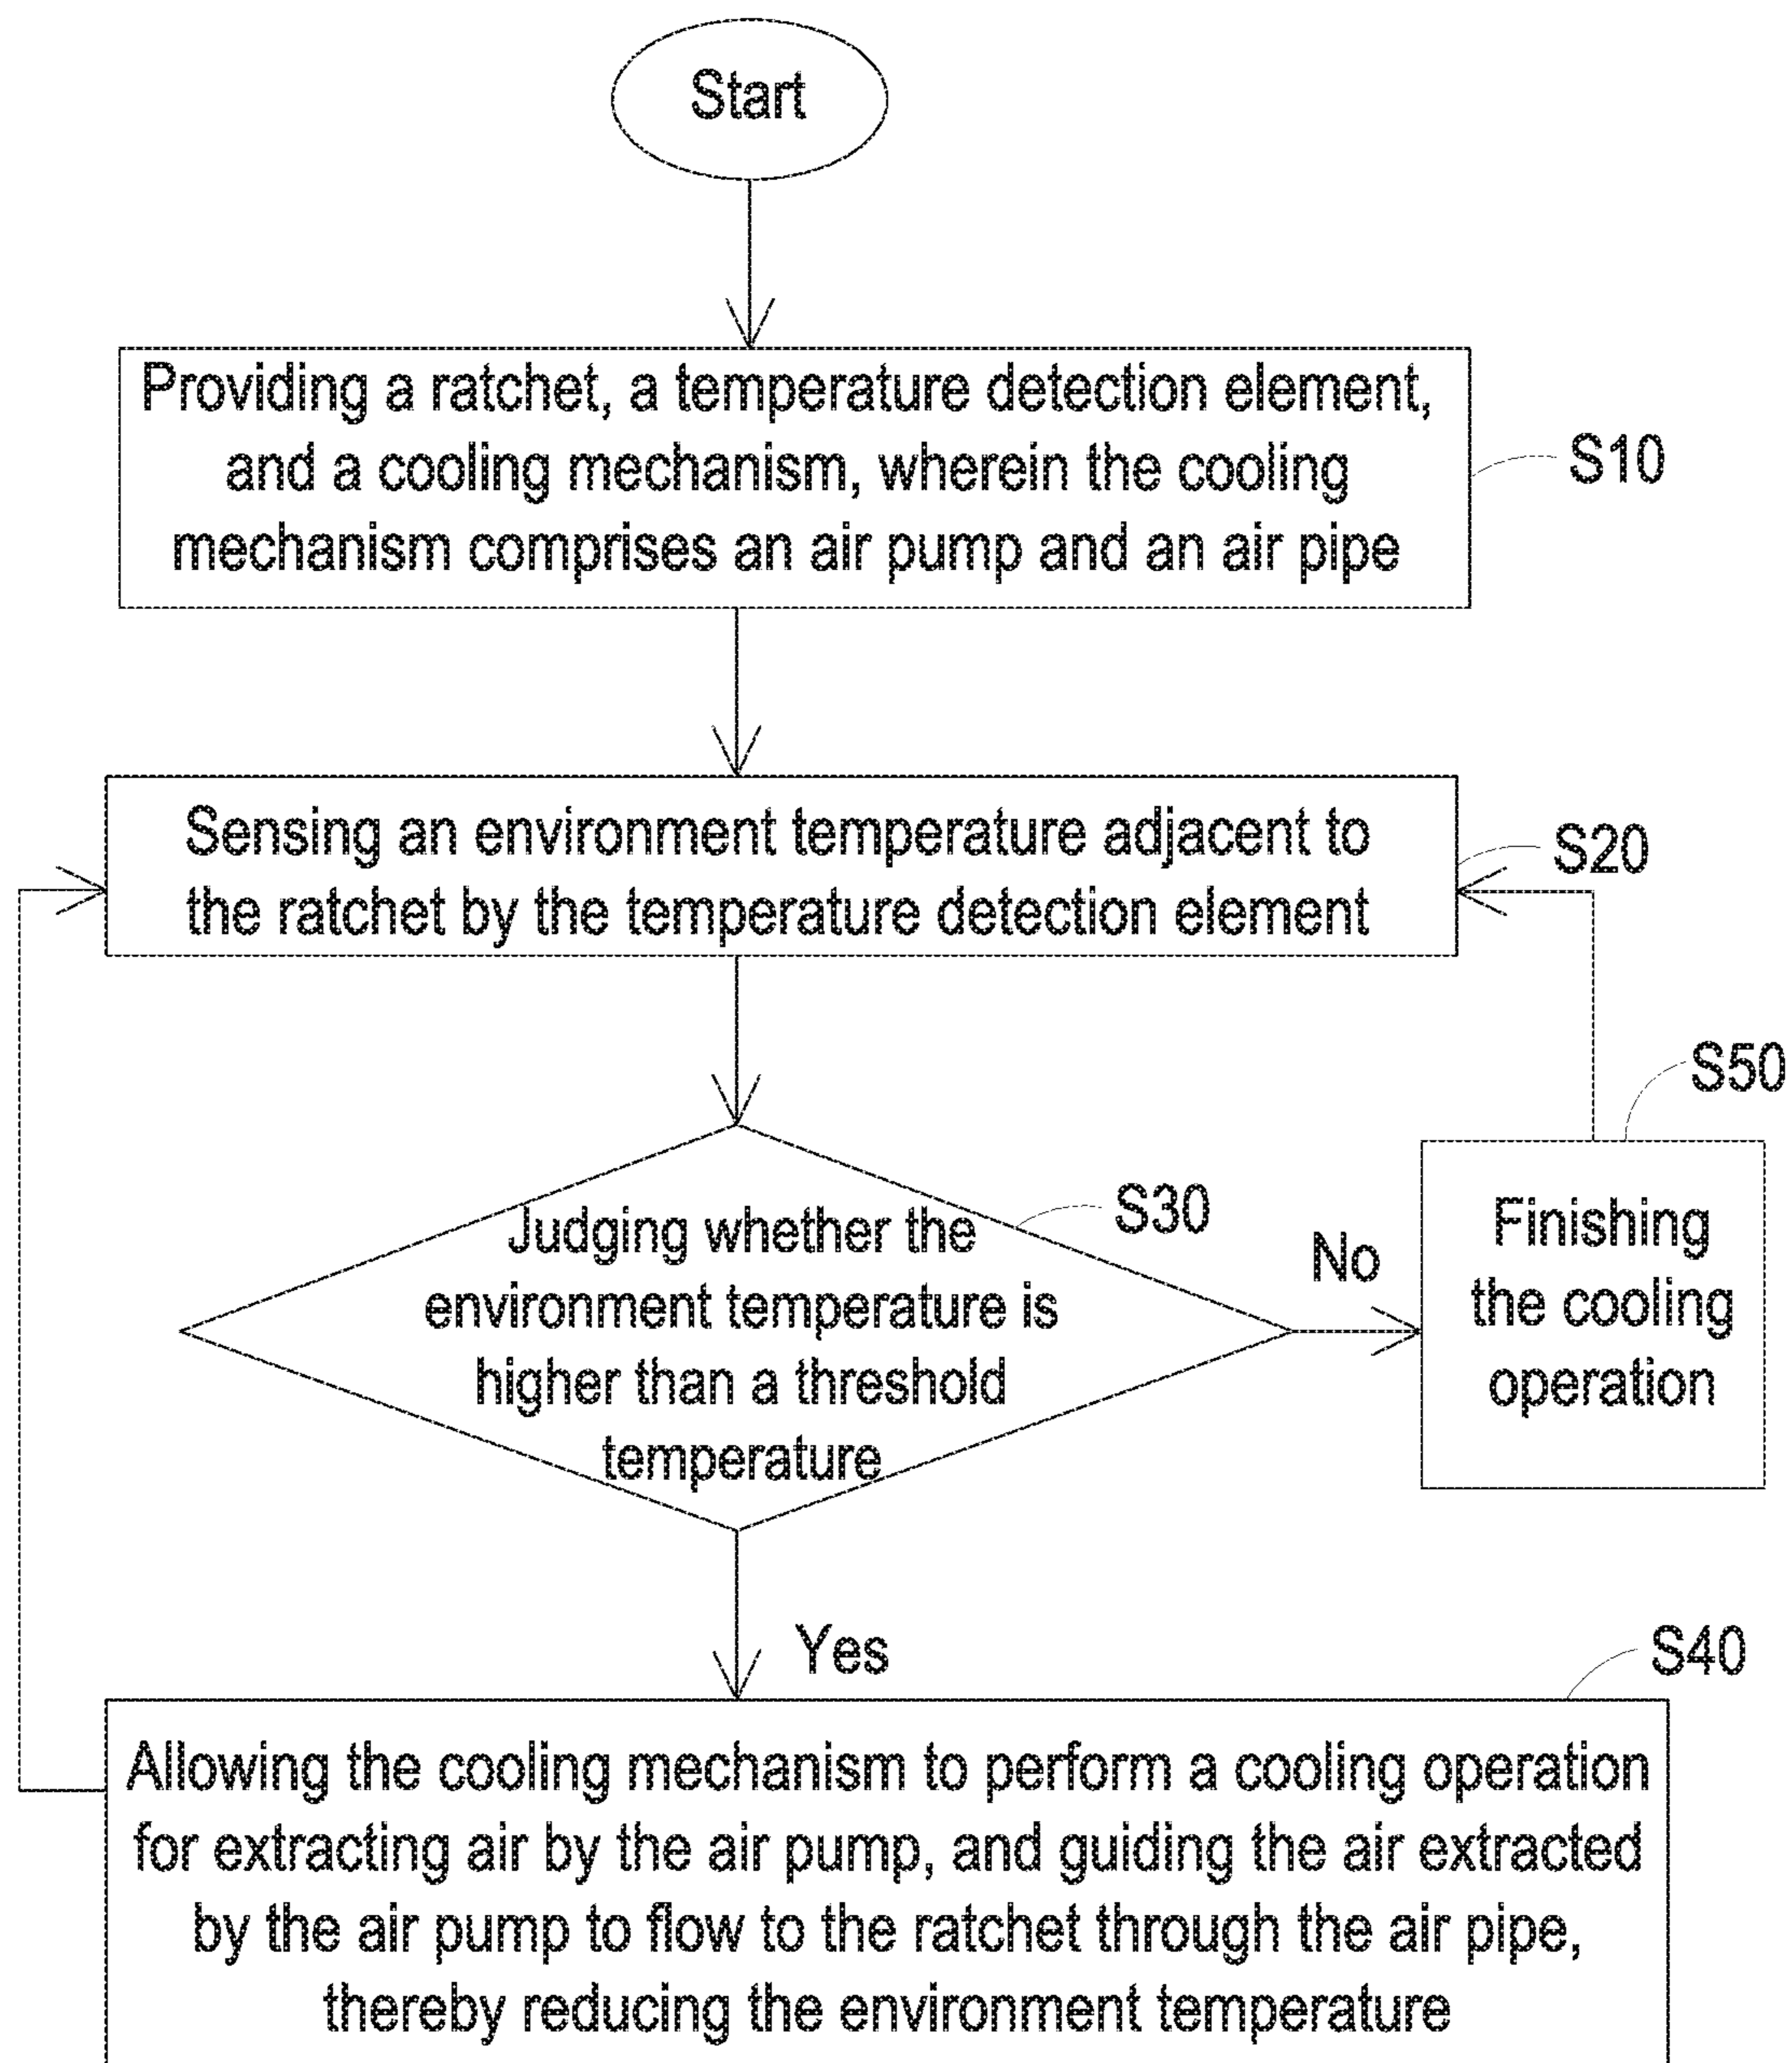 Start
Providing a ratchet, a temperature detection element,
and a cooling mechanism, wherein the cooling
mechanism comprises an air pump and an air pipe
S10
Sensing an environment temperature adjacent to
the ratchet by the temperature detection element
S20
Judging whether the
environment temperature is
higher than a threshold
temperature
S30
No
Finishing
the cooling
operation
S50
Yes
Allowing the cooling mechanism to perform a cooling operation
for extracting air by the air pump, and guiding the air extracted
by the air pump to flow to the ratchet through the air pipe,
thereby reducing the environment temperature
S40